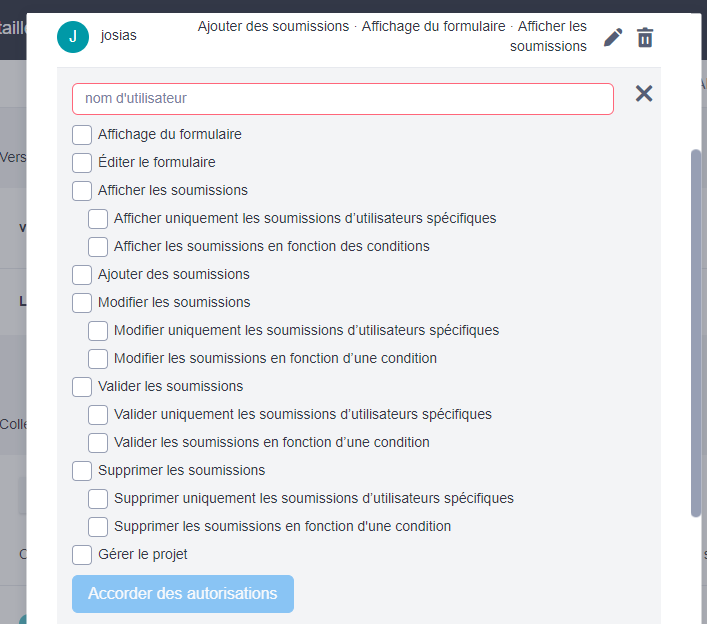 taille
J
josias
Ajouter des soumissions · Affichage du formulaire · Afficher les
soumissions
nom d'utilisateur
Affichage du formulaire
Vers
Éditer le formulaire
Afficher les soumissions
Afficher uniquement les soumissions d’utilisateurs spécifiques
Afficher les soumissions en fonction des conditions
Ajouter des soumissions
Modifier les soumissions
Modifier uniquement les soumissions d’utilisateurs spécifiques
Modifier les soumissions en fonction d’une condition
Valider les soumissions
Valider uniquement les soumissions d’utilisateurs spécifiques
Colle
Valider les soumissions en fonction d’une condition
Supprimer les soumissions
Supprimer uniquement les soumissions d’utilisateurs spécifiques
Supprimer les soumissions en fonction d'une condition
Gérer le projet
Accorder des autorisations